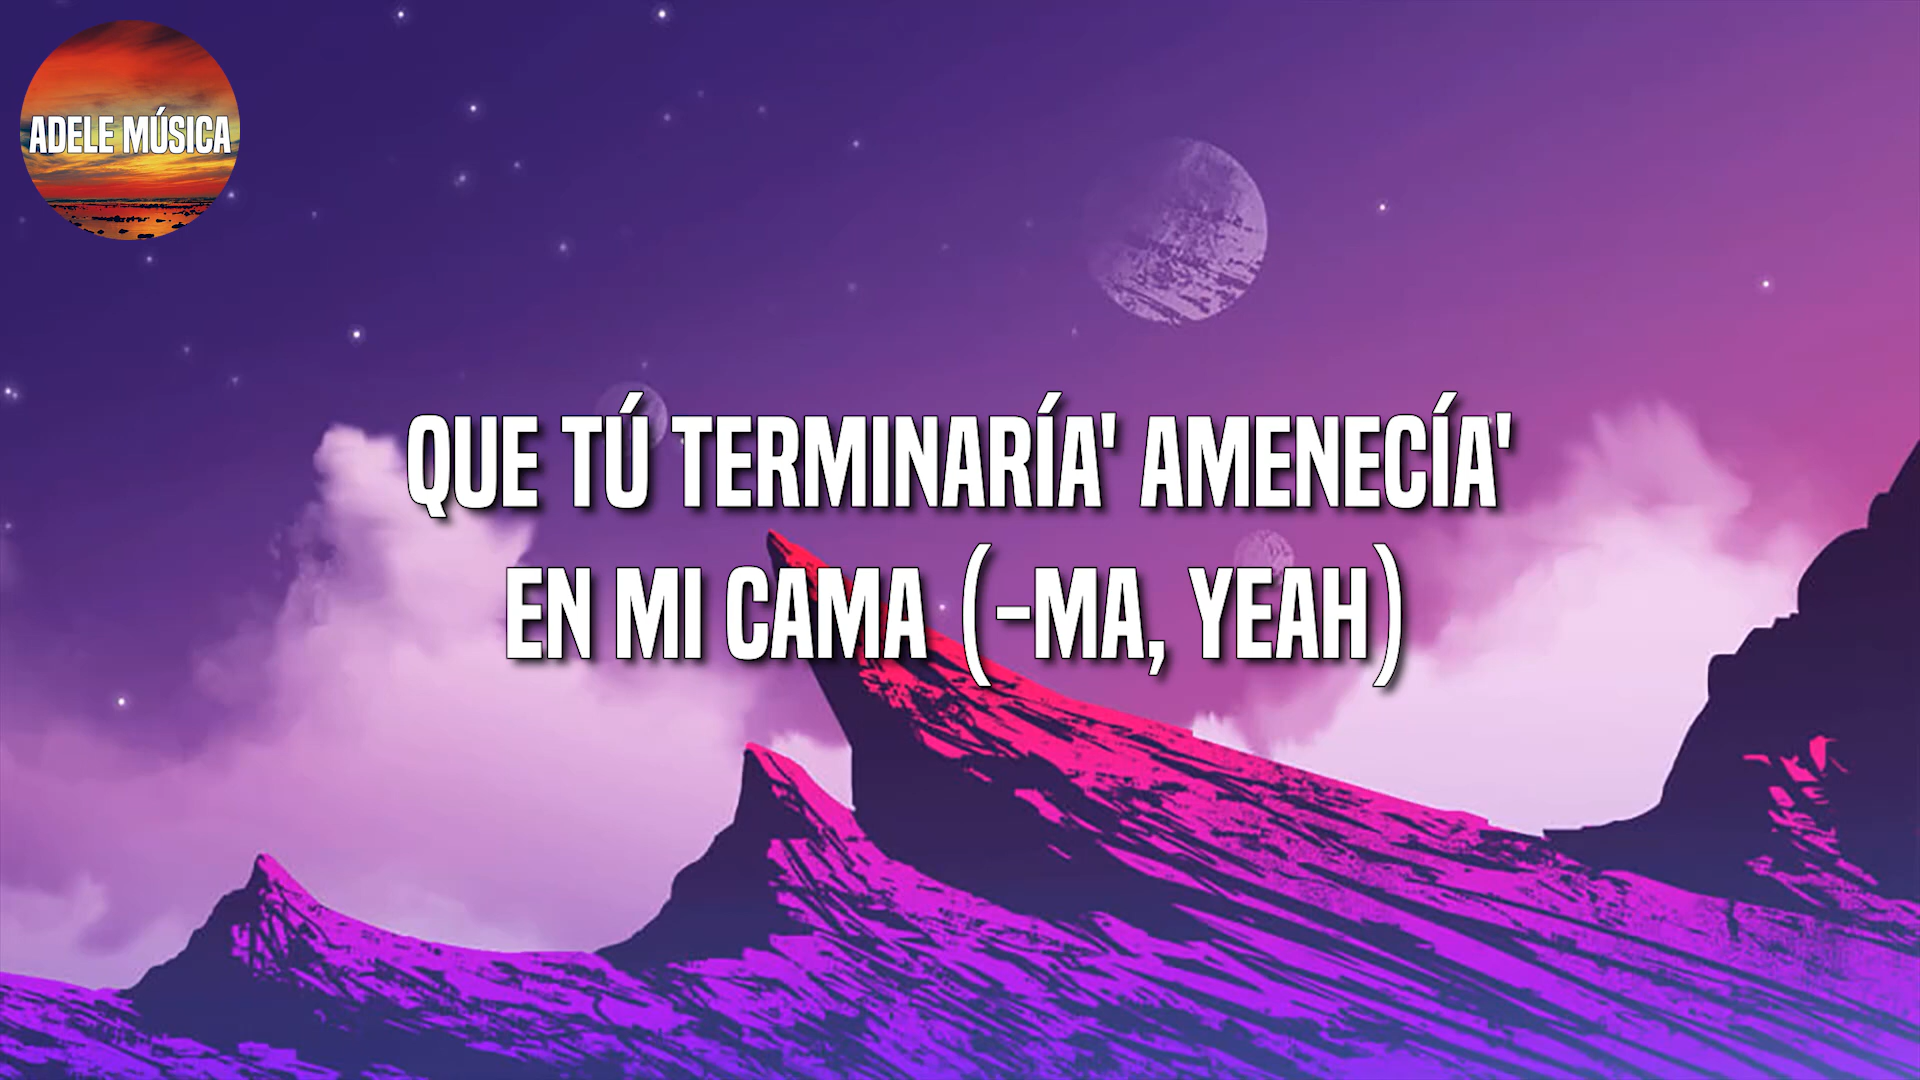 ADELE MÚSICA
QUE TÚ TERMINARÍA' AMENECÍA'
EN MI CAMA (-MA, YEAH)